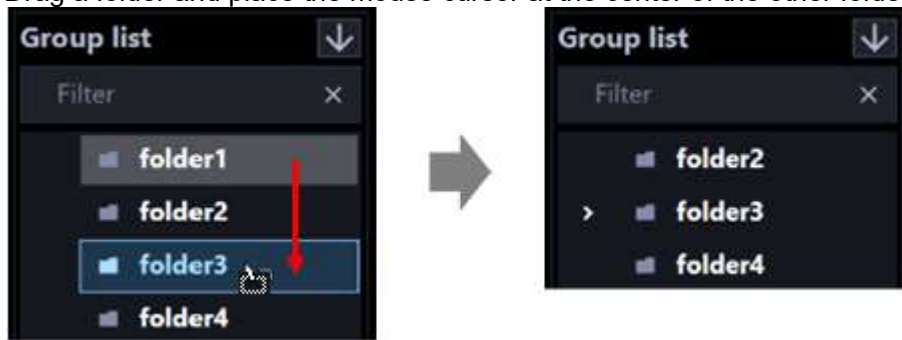 Drag a folder and place the mouse cursor at the center of the other folde
Group list
Filter
folder1
folder2
folder3
folder4
Group list
Filter
folder2
folder3
folder4